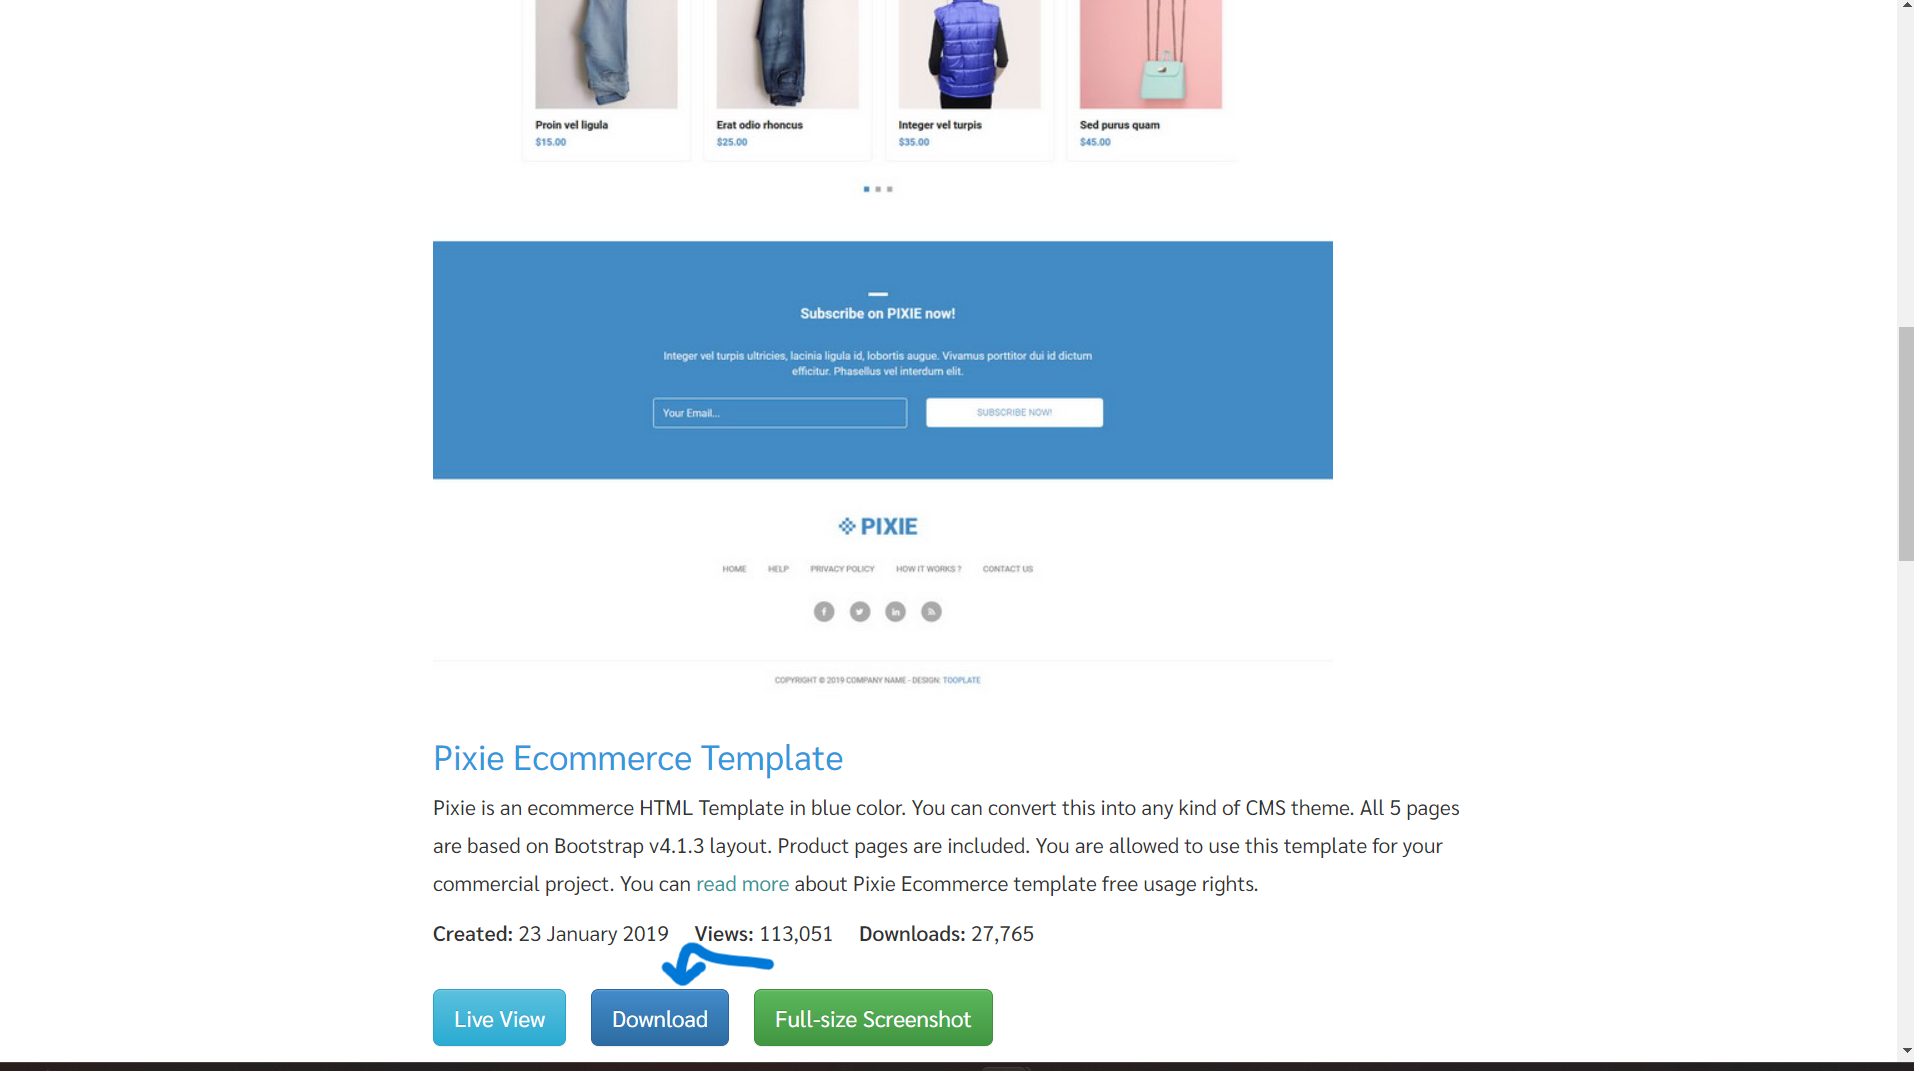 Proin vel ligula
$15.00
Erat odio rhoncus
$25.00
Integer vel turpis
$35.00
Sed purus quam
$45.00
Subscribe on PIXIE now!
Integer vel turpis ultricies, lacinia ligula id, lobortis augue. Vivamus porttitor dui id dictum
efficitur. Phasellus vel interdum elit.
Your Email...
SUBSCRIBE NOW!
PIXIE
HOME HELP PRIVACY POLICY HOW IT WORKS ? CONTACT US
COPYRIGHT © 2019 COMPANY NAME - DESIGN: TOOPLATE
Pixie Ecommerce Template
Pixie is an ecommerce HTML Template in blue color. You can convert this into any kind of CMS theme. All 5 pages
are based on Bootstrap v4.1.3 layout. Product pages are included. You are allowed to use this template for your
commercial project. You can read more about Pixie Ecommerce template free usage rights.
Created: 23 January 2019 Views: 113,051 Downloads: 27,765
Live View Download Full-size Screenshot